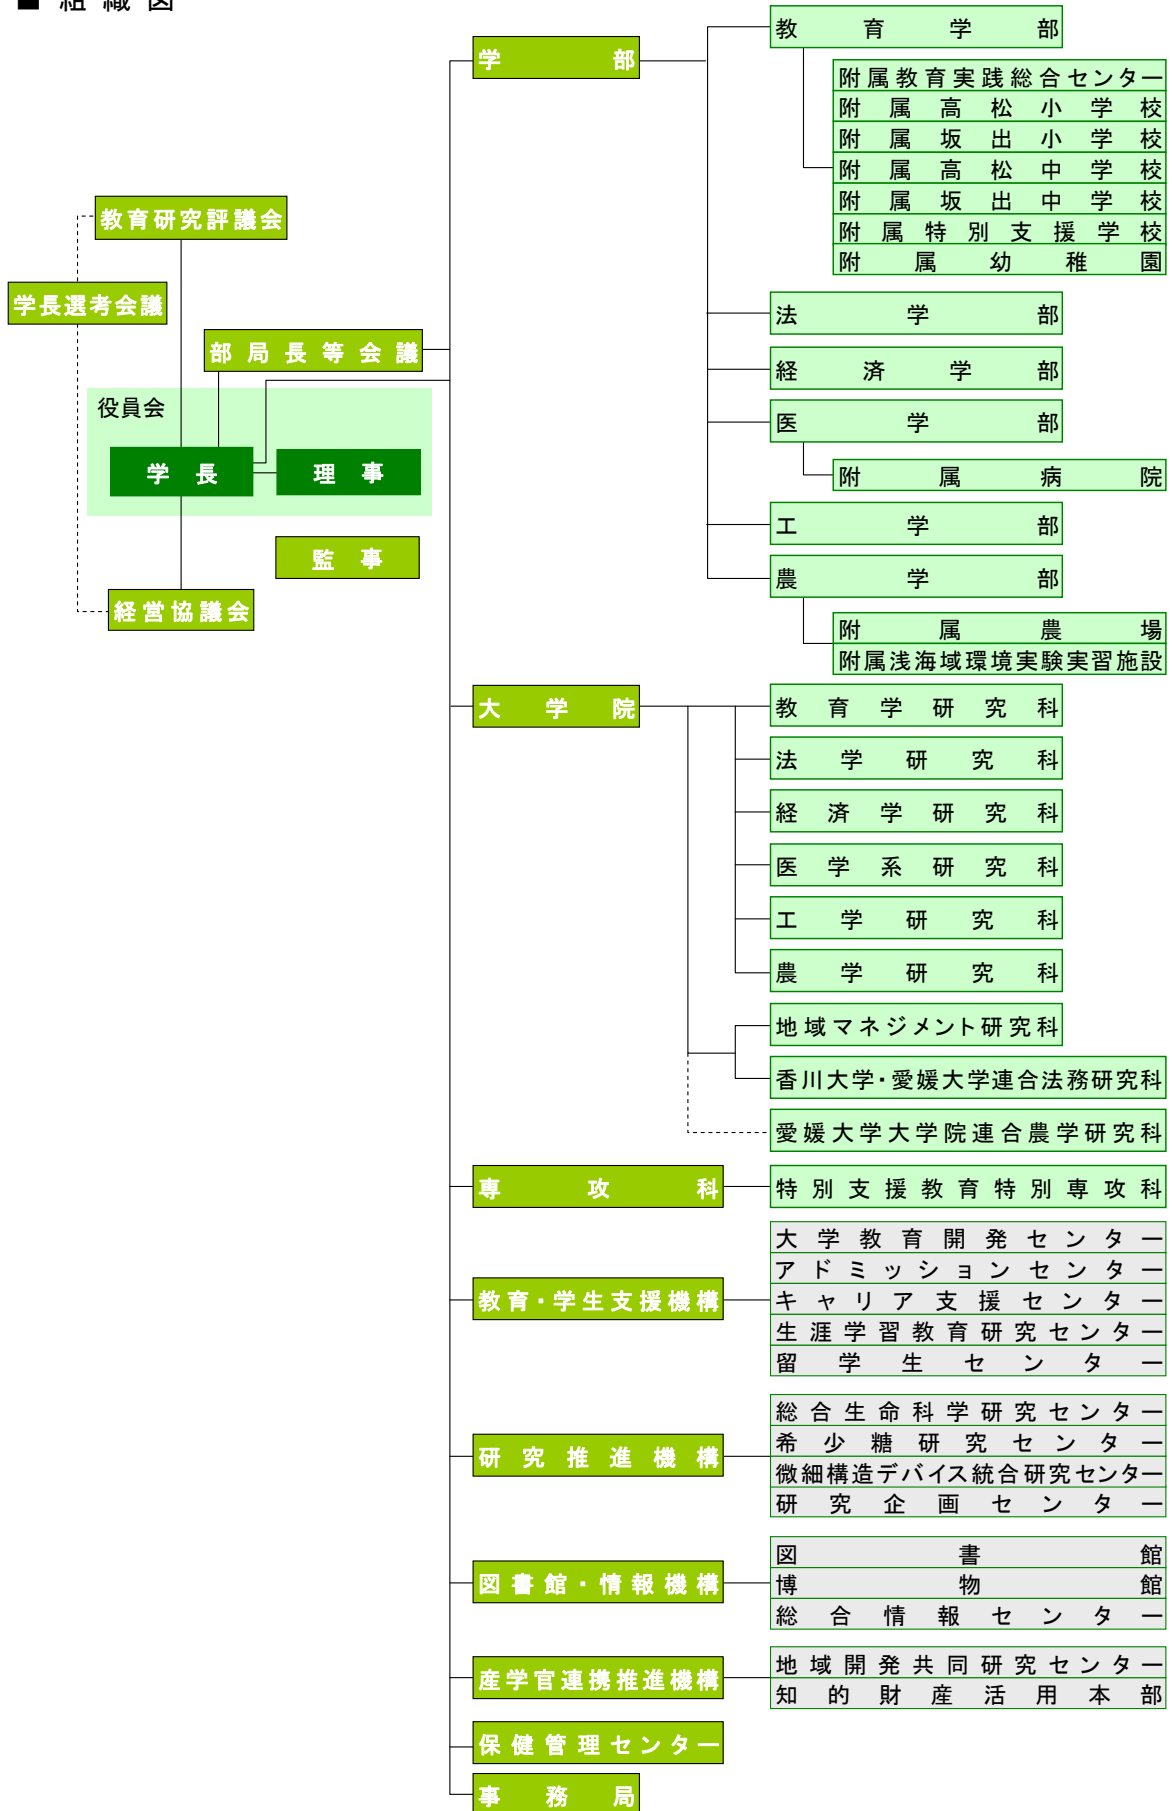 ■ 組織図
学部
教育学部
附属教育実践総合センター
附属高松小学校
附属坂出小学校
附属高松中学校
附属坂出中学校
附属特別支援学校
附属幼稚園
教育研究評議会
学長選考会議
部局長等会議
役員会
学長
理事
監事
経営協議会
法学部
経済学部
医学部
附属病院
工学部
農学部
附属農場
附属浅海域環境実験実習施設
大学院
教育学研究科
法学研究科
経済学研究科
医学系研究科
工学研究科
農学研究科
地域マネジメント研究科
香川大学・愛媛大学連合法務研究科
愛媛大学大学院連合農学研究科
専攻科
特別支援教育特別専攻科
教育・学生支援機構
大学教育開発センター
アドミッションセンター
キャリア支援センター
生涯学習教育研究センター
留学生センター
研究推進機構
総合生命科学研究センター
希少糖研究センター
微細構造デバイス統合研究センター
研究企画センター
図書館・情報機構
図書館
博物館
総合情報センター
産学官連携推進機構
地域開発共同研究センター
知的財産活用本部
保健管理センター
事務局